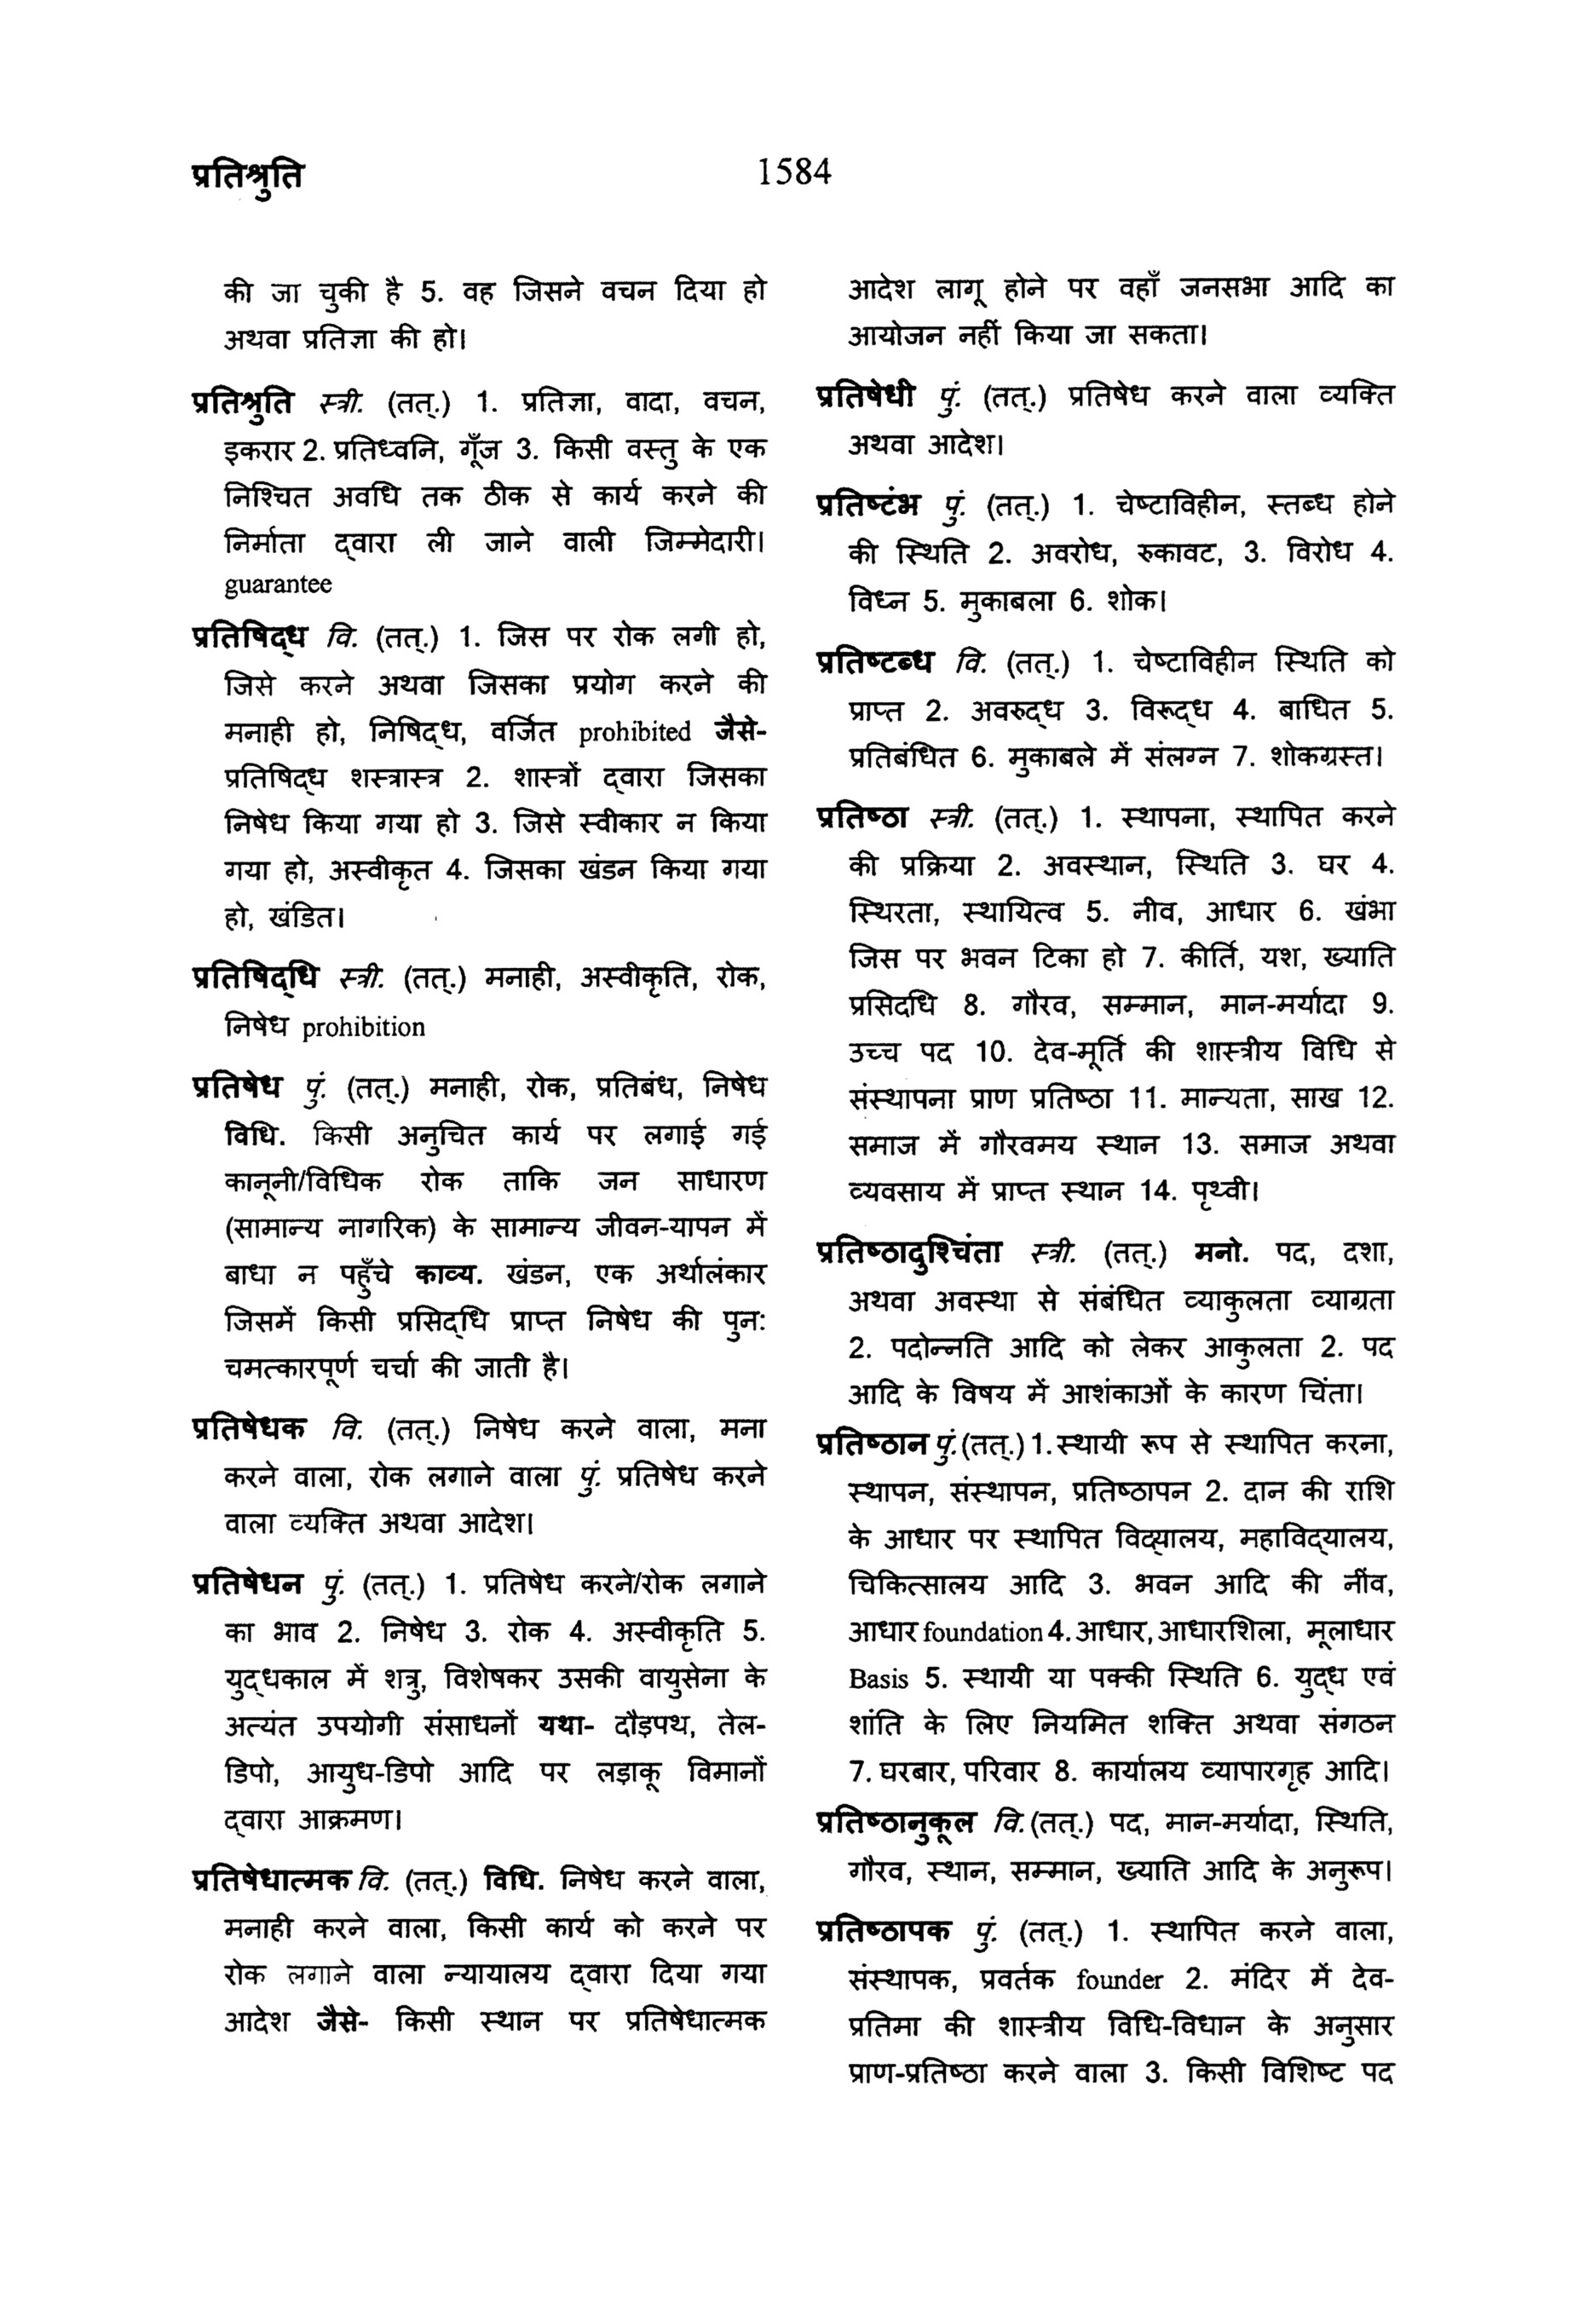 प्रतिश्रुति
1584
की जा चुकी है 5. वह जिसने वचन दिया हो
अथवा प्रतिज्ञा की हो।
प्रतिश्रुति स्त्री. (तत्.) 1. प्रतिज्ञा, वादा, वचन,
इकरार 2. प्रतिध्वनि, गूँज 3. किसी वस्तु के एक
निश्चित अवधि तक ठीक से कार्य करने की
निर्माता द्वारा ली जाने वाली जिम्मेदारी।
guarantee
प्रतिषिद्ध वि. (तत्.) 1. जिस पर रोक लगी हो,
जिसे करने अथवा जिसका प्रयोग करने की
मनाही हो, निषिद्ध, वर्जित prohibited जैसे-
प्रतिषिद्ध शस्त्रास्त्र 2. शास्त्रों द्वारा जिसका
निषेध किया गया हो 3. जिसे स्वीकार न किया
गया हो, अस्वीकृत 4. जिसका खंडन किया गया
हो, खंडित।
प्रतिषिद्धि स्त्री. (तत्.) मनाही, अस्वीकृति, रोक,
निषेध prohibition
प्रतिषेध पुं. (तत्.) मनाही, रोक, प्रतिबंध, निषेध
विधि. किसी अनुचित कार्य पर लगाई गई
कानूनी/विधिक रोक ताकि जन साधारण
(सामान्य नागरिक) के सामान्य जीवन-यापन में
बाधा न पहुँचे काव्य. खंडन, एक अर्थालंकार
जिसमें किसी प्रसिद्धि प्राप्त निषेध की पुन:
चमत्कारपूर्ण चर्चा की जाती है।
प्रतिषेधक वि. (तत्.) निषेध करने वाला, मना
करने वाला, रोक लगाने वाला पुं. प्रतिषेध करने
वाला व्यक्ति अथवा आदेश।
प्रतिषेधन पुं. (तत्.) 1. प्रतिषेध करने/रोक लगाने
का भाव 2. निषेध 3. रोक 4. अस्वीकृति 5.
युद्धकाल में शत्रु, विशेषकर उसकी वायुसेना के
अत्यंत उपयोगी संसाधनों यथा- दौड़पथ, तेल-
डिपो, आयुध-डिपो आदि पर लड़ाकू विमानों
द्वारा आक्रमण।
प्रतिषेधात्मक वि. (तत्.) विधि. निषेध करने वाला,
मनाही करने वाला, किसी कार्य को करने पर
रोक लगाने वाला न्यायालय द्वारा दिया गया
आदेश जैसे- किसी स्थान पर प्रतिषेधात्मक
आदेश लागू होने पर वहाँ जनसभा आदि का
आयोजन नहीं किया जा सकता।
प्रतिषेधी पुं. (तत्.) प्रतिषेध करने वाला व्यक्ति
अथवा आदेश।
प्रतिष्टंभ पुं. (तत्.) 1. चेष्टाविहीन, स्तब्ध होने
की स्थिति 2. अवरोध, रुकावट, 3. विरोध 4.
विध्न 5. मुकाबला 6. शोक।
प्रतिष्टब्ध वि. (तत्.) 1. चेष्टाविहीन स्थिति को
प्राप्त 2. अवरुद्ध 3. विरूद्ध 4. बाधित 5.
प्रतिबंधित 6. मुकाबले में संलग्न 7. शोकग्रस्त।
प्रतिष्ठा स्त्री. (तत्.) 1. स्थापना, स्थापित करने
की प्रक्रिया 2. अवस्थान, स्थिति 3. घर 4.
स्थिरता, स्थायित्व 5. नीव, आधार 6. खंभा
जिस पर भवन टिका हो 7. कीर्ति, यश, ख्याति
प्रसिदधि 8. गौरव, सम्मान, मान-मर्यादा 9.
उच्च पद 10. देव-मूर्ति की शास्त्रीय विधि से
संस्थापना प्राण प्रतिष्ठा 11. मान्यता, साख 12.
समाज में गौरवमय स्थान 13. समाज अथवा
व्यवसाय में प्राप्त स्थान 14. पृथ्वी।
प्रतिष्ठादुश्चिंता स्त्री. (तत्.) मनो. पद, दशा,
अथवा अवस्था से संबंधित व्याकुलता व्याग्रता
2. पदोन्नति आदि को लेकर आकुलता 2. पद
आदि के विषय में आशंकाओं के कारण चिंता।
प्रतिष्ठान पुं. (तत्.) 1. स्थायी रूप से स्थापित करना,
स्थापन, संस्थापन, प्रतिष्ठापन 2. दान की राशि
के आधार पर स्थापित विद्यालय, महाविद्यालय,
चिकित्सालय आदि 3. भवन आदि की नींव,
आधार foundation 4. आधार, आधारशिला, मूलाधार
Basis 5. स्थायी या पक्की स्थिति 6. युद्ध एवं
शांति के लिए नियमित शक्ति अथवा संगठन
7. घरबार, परिवार 8. कार्यालय व्यापारगृह आदि।
प्रतिष्ठानुकूल वि. (तत्.) पद, मान-मर्यादा, स्थिति,
गौरव, स्थान, सम्मान, ख्याति आदि के अनुरूप।
प्रतिष्ठापक पुं. (तत्.) 1. स्थापित करने वाला,
संस्थापक, प्रवर्तक founder 2. मंदिर में देव-
प्रतिमा की शास्त्रीय विधि-विधान के अनुसार
प्राण-प्रतिष्ठा करने वाला 3. किसी विशिष्ट पद